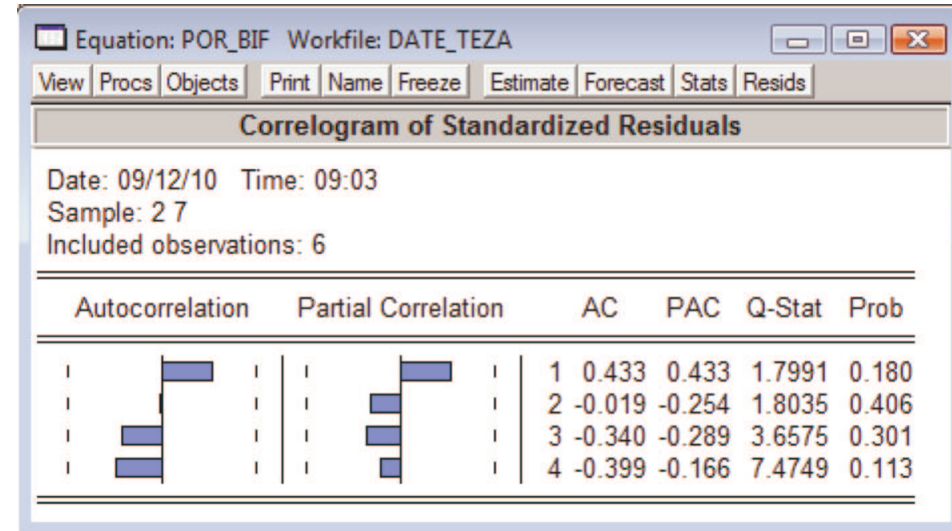 Equation: POR_BIF Workfile: DATE_TEZA
View Procs Objects Print Name Freeze Estimate Forecast Stats Resids
Correlogram of Standardized Residuals
Date: 09/12/10 Time: 09:03
Sample: 2 7
Included observations: 6
Autocorrelation Partial Correlation AC PAC Q-Stat Prob
1 0.433 0.433 1.7991 0.180
2 -0.019 -0.254 1.8035 0.406
3 -0.340 -0.289 3.6575 0.301
4 -0.399 -0.166 7.4749 0.113